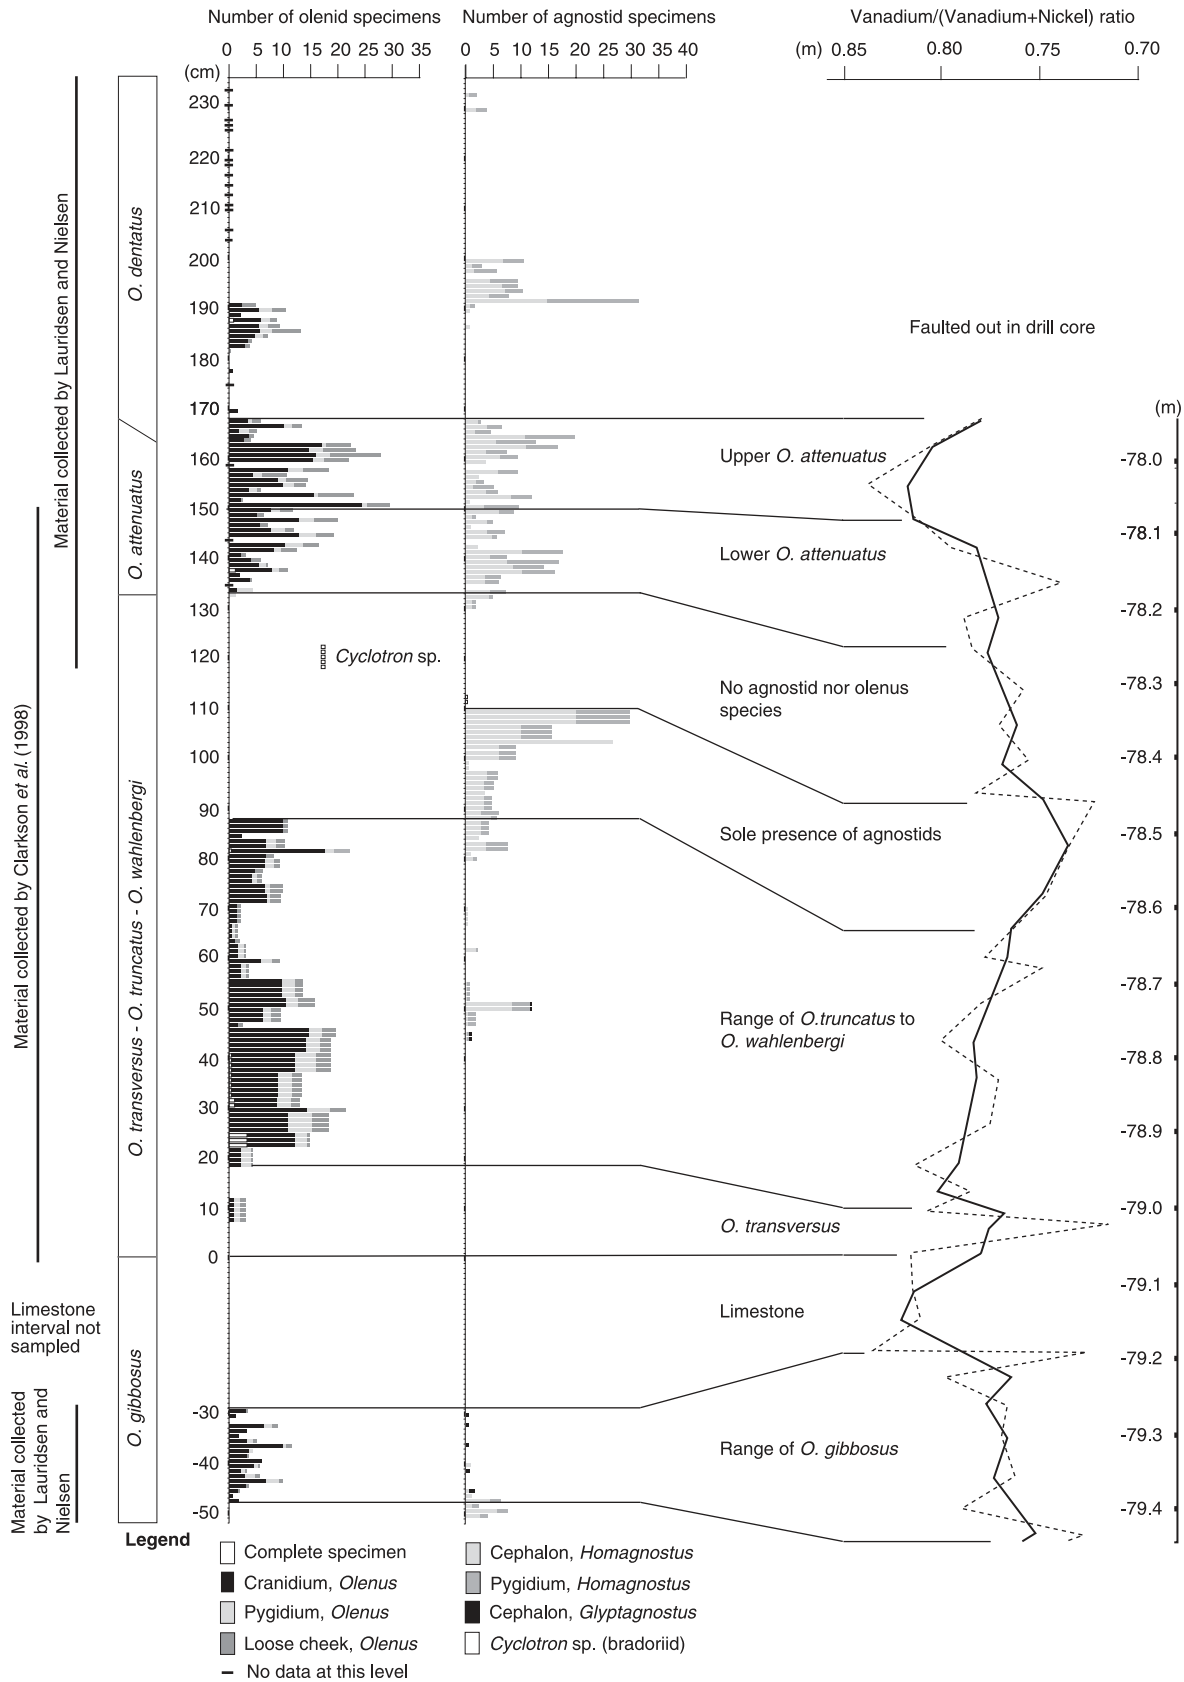 Number of olenid specimens
Number of agnostid specimens
Vanadium/(Vanadium+Nickel) ratio
0 5 10 15 20 25 30 35
0 5 10 15 20 25 30 35 40
(m) 0.85 0.80 0.75 0.70
(cm)
230
220
210
200
190
180
170
160
150
140
130
120
110
100
90
80
70
60
50
40
30
20
10
0
-30
-40
-50
Material collected by Lauridsen and Nielsen
Material collected by Clarkson et al. (1998)
Limestone
interval not
sampled
Material collected
by Lauridsen and
Nielsen
O. dentatus
O. attenuatus
O. transversus - O. truncatus - O. wahlenbergi
O. gibbosus
Cyclotron sp.
Faulted out in drill core
Upper O. attenuatus
Lower O. attenuatus
No agnostid nor olenus
species
Sole presence of agnostids
Range of O.truncatus to
O. wahlenbergi
O. transversus
Limestone
Range of O. gibbosus
(m)
-78.0
-78.1
-78.2
-78.3
-78.4
-78.5
-78.6
-78.7
-78.8
-78.9
-79.0
-79.1
-79.2
-79.3
-79.4
Legend
Complete specimen
Cranidium, Olenus
Pygidium, Olenus
Loose cheek, Olenus
No data at this level
Cephalon, Homagnostus
Pygidium, Homagnostus
Cephalon, Glyptagnostus
Cyclotron sp. (bradoriid)